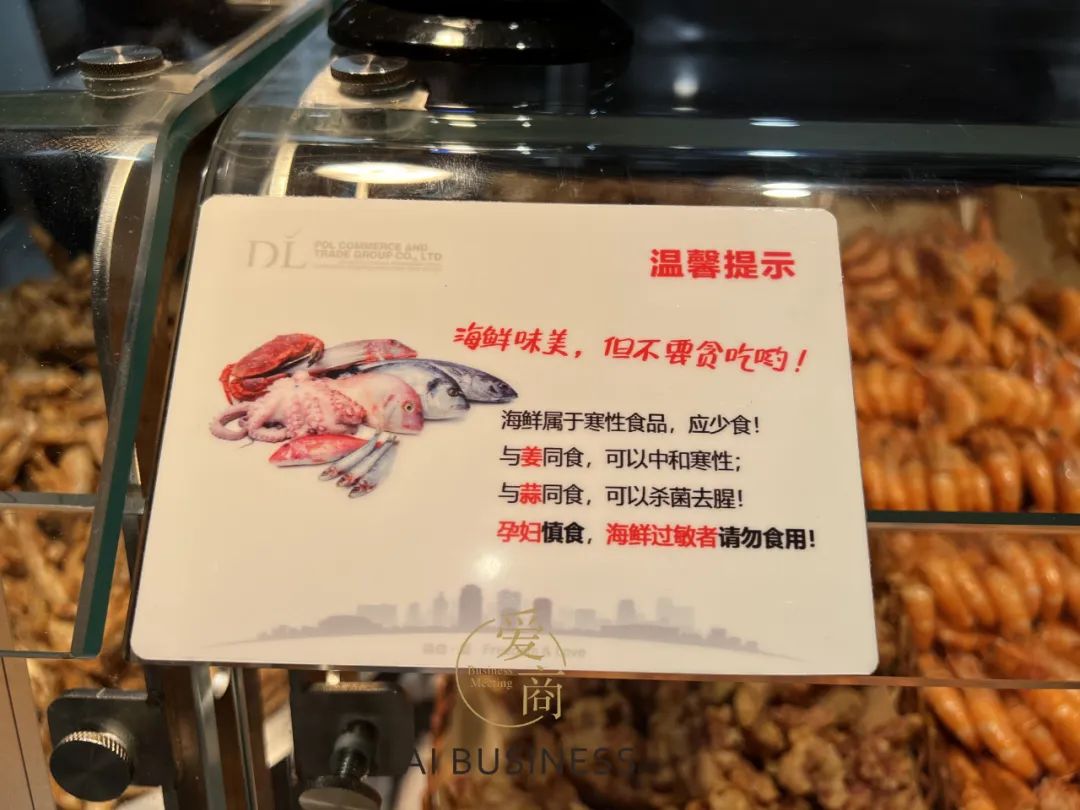 DL
POL COMMERCE AND
TRADE GROUP CO., LTD
温馨提示
海鲜味美，但不要贪吃哟！
海鲜属于寒性食品，应少食！
与姜同食，可以中和寒性；
与蒜同食，可以杀菌去腥！
孕妇慎食，海鲜过敏者请勿食用！
爱商
Business
Meeting
AI BUSINESS